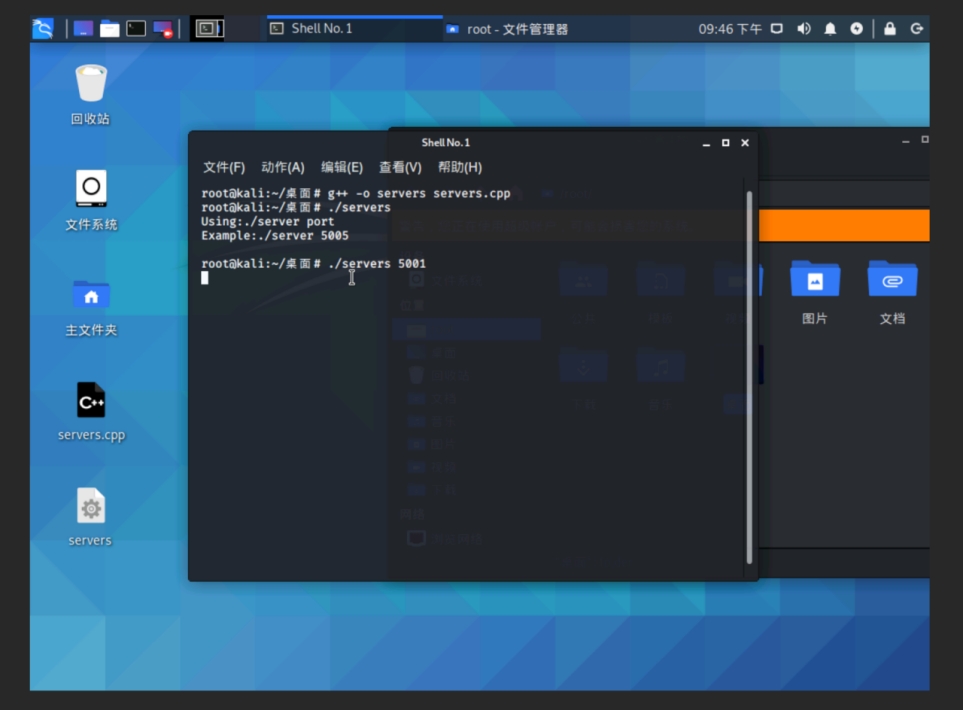 Shell No. 1
root - 文件管理器
09:46 下午
回收站
文件系统
主文件夹
servers.cpp
servers
Shell No. 1
文件(F) 动作(A) 编辑(E) 查看(V) 帮助(H)
root@kali:~/桌面# g++ -o servers servers.cpp
root@kali:~/桌面# ./servers
Using:./server port
Example:./server 5005
root@kali:~/桌面# ./servers 5001
图片
文档